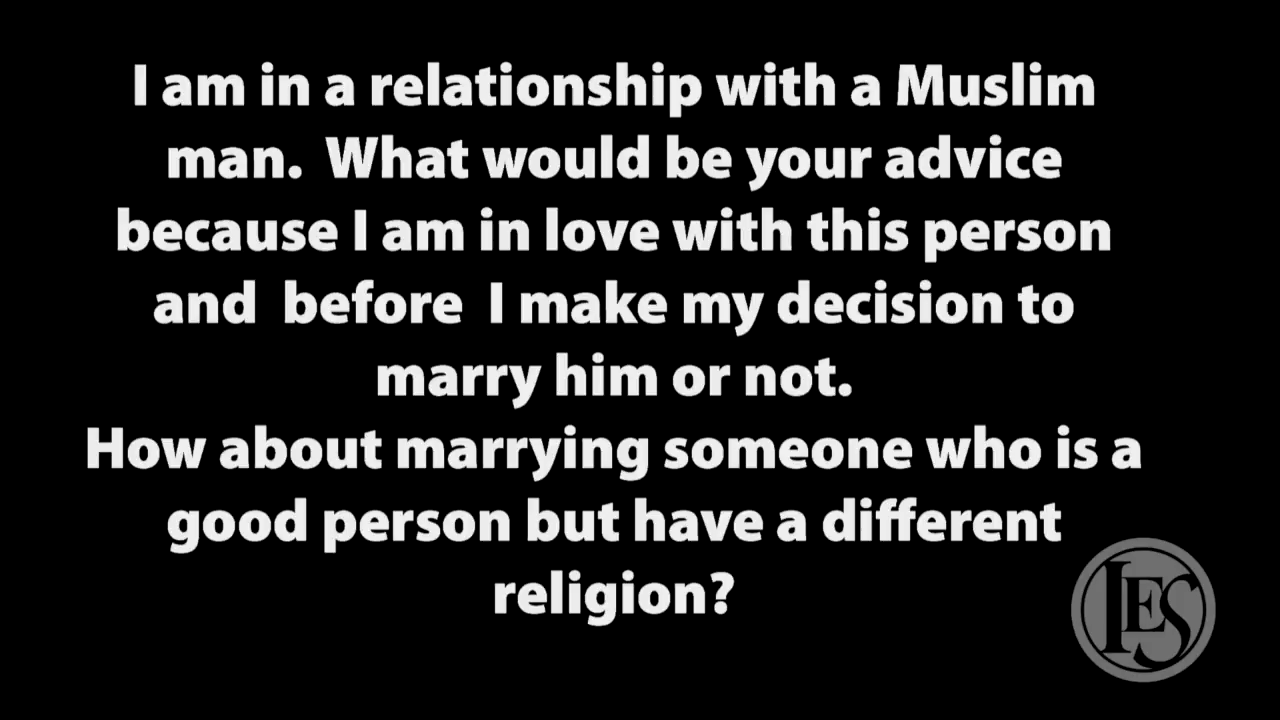 I am in a relationship with a Muslim
man.  What would be your advice
because I am in love with this person
and  before  I make my decision to
marry him or not.
How about marrying someone who is a
good person but have a different
religion?
IES